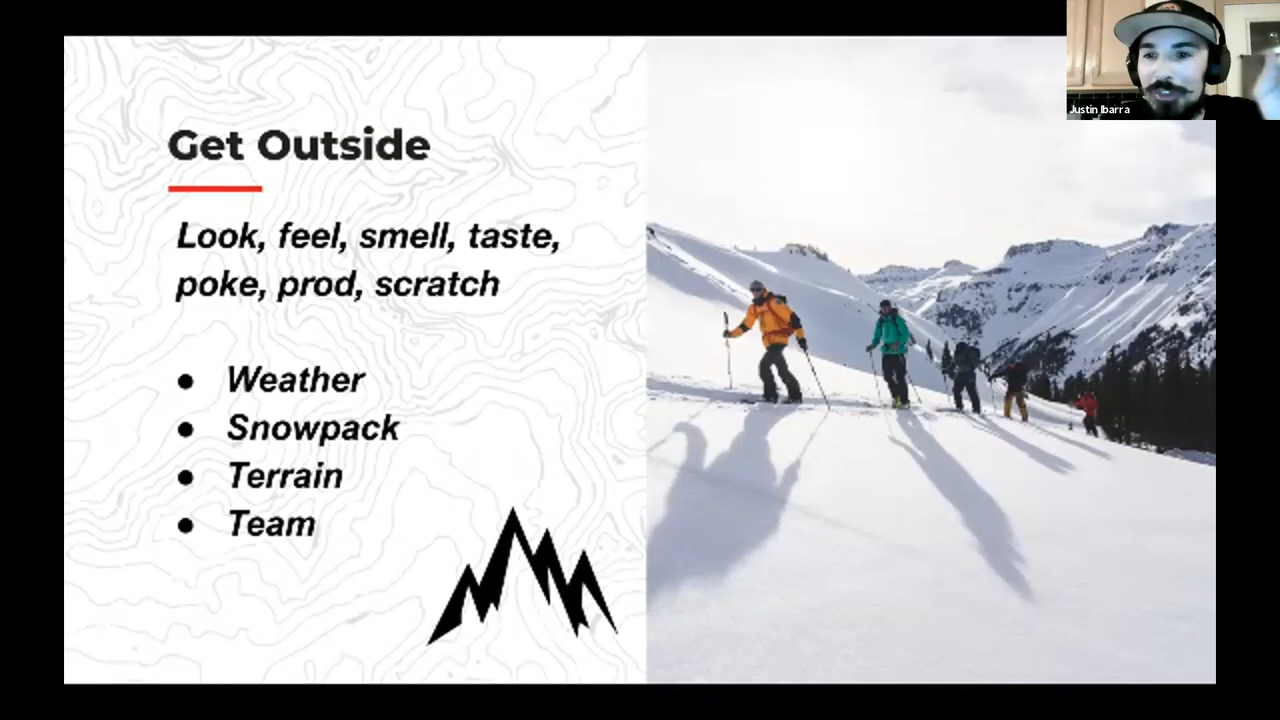 Get Outside
Look, feel, smell, taste,
poke, prod, scratch
● Weather
● Snowpack
● Terrain
● Team
Justin Ibarra